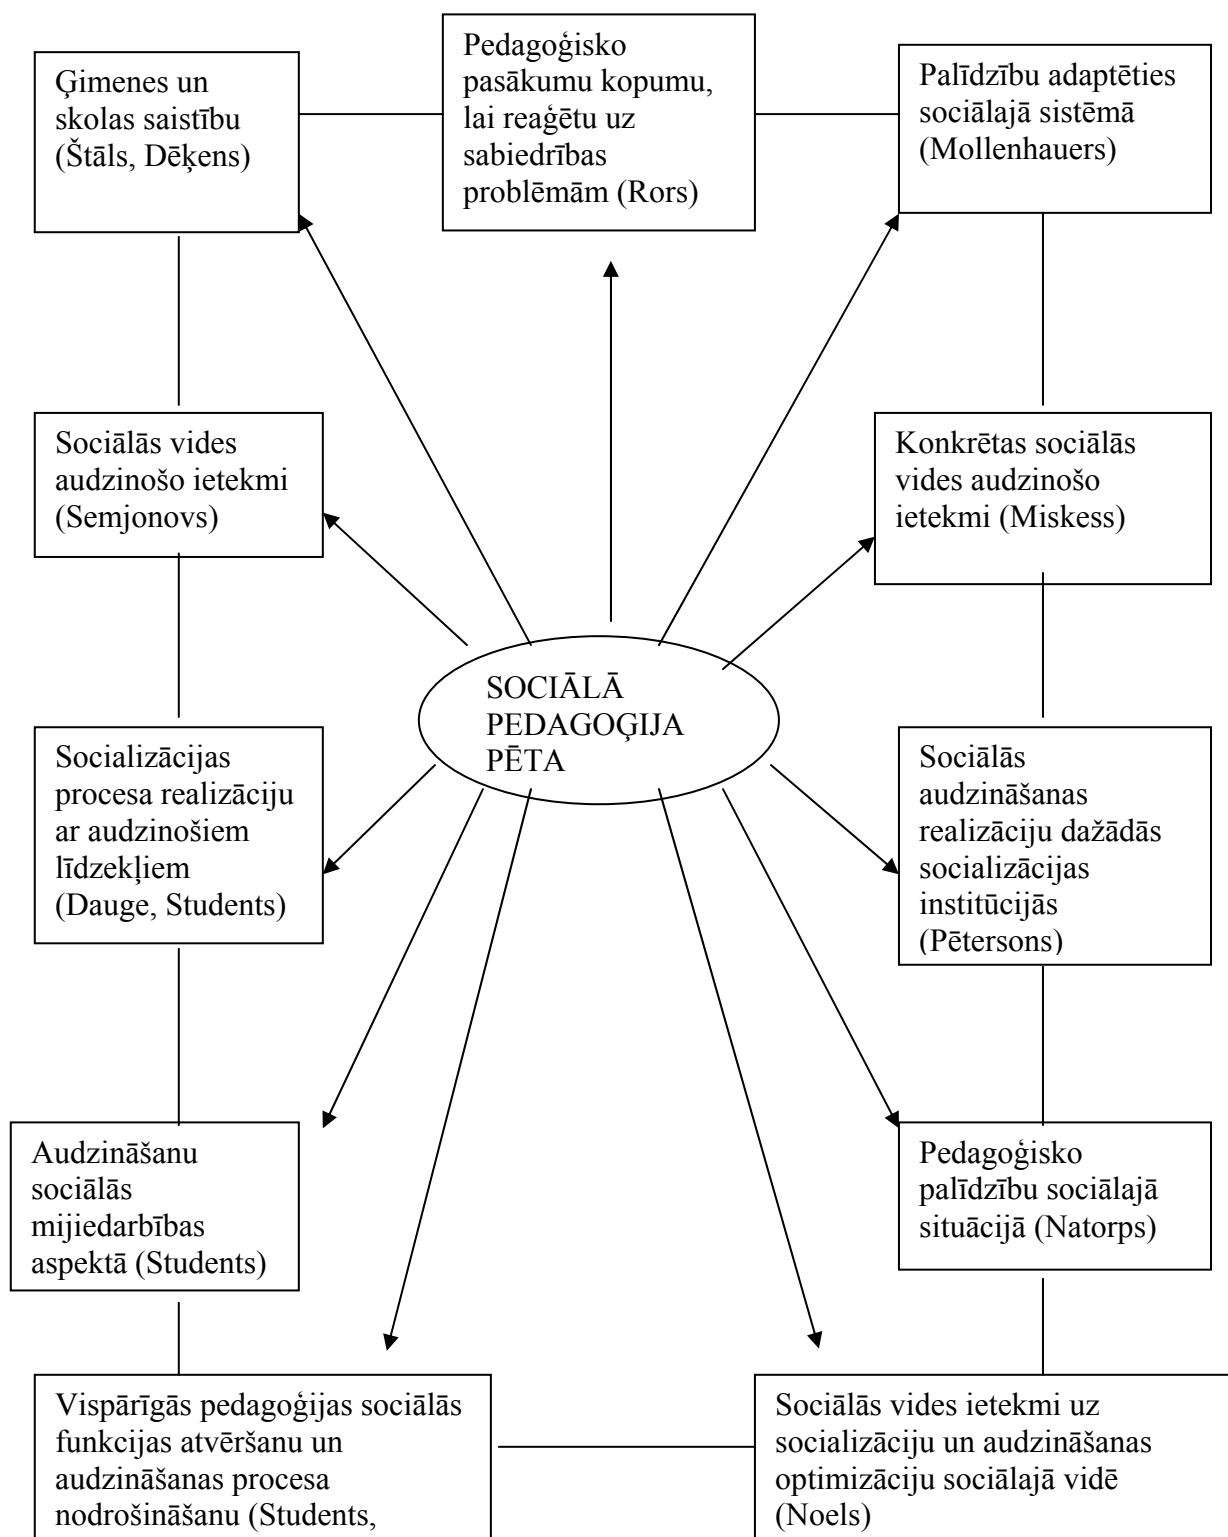 Ģimenes un
skolas saistību
(Štāls, Dēķens)
Pedagoģisko
pasākumu kopumu,
lai reaģētu uz
sabiedrības
problēmām (Rors)
Palīdzību adaptēties
sociālajā sistēmā
(Mollenhauers)
Sociālās vides
audzinošo ietekmi
(Semjonovs)
Konkrētas sociālās
vides audzinošo
ietekmi (Miskess)
SOCIĀLĀ
PEDAGOĢIJA
PĒTA
Socializācijas
procesa realizāciju
ar audzinošiem
līdzekļiem
(Dauge, Students)
Sociālās
audzināšanas
realizāciju dažādās
socializācijas
institūcijās
(Pētersons)
Audzināšanu
sociālās
mijiedarbības
aspektā (Students)
Pedagoģisko
palīdzību sociālajā
situācijā (Natorps)
Vispārīgās pedagoģijas sociālās
funkcijas atvēršanu un
audzināšanas procesa
nodrošināšanu (Students,
Sociālās vides ietekmi uz
socializāciju un audzināšanas
optimizāciju sociālajā vidē
(Noels)